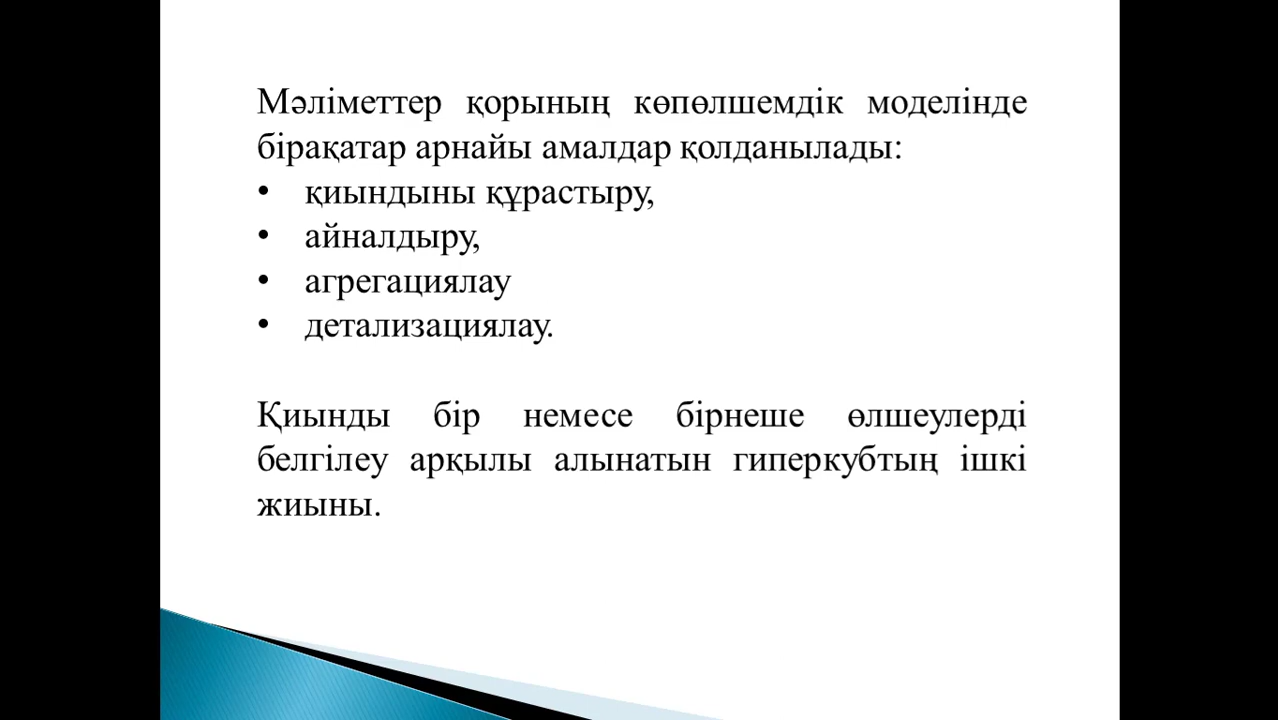 Мәліметтер қорының көпөлшемдік моделінде
бірақатар арнайы амалдар қолданылады:
• қиындыны құрастыру,
• айналдыру,
• агрегациялау
• детализациялау.
Қиынды бір немесе бірнеше өлшеулерді
белгілеу арқылы алынатын гиперкубтың ішкі
жиыны.